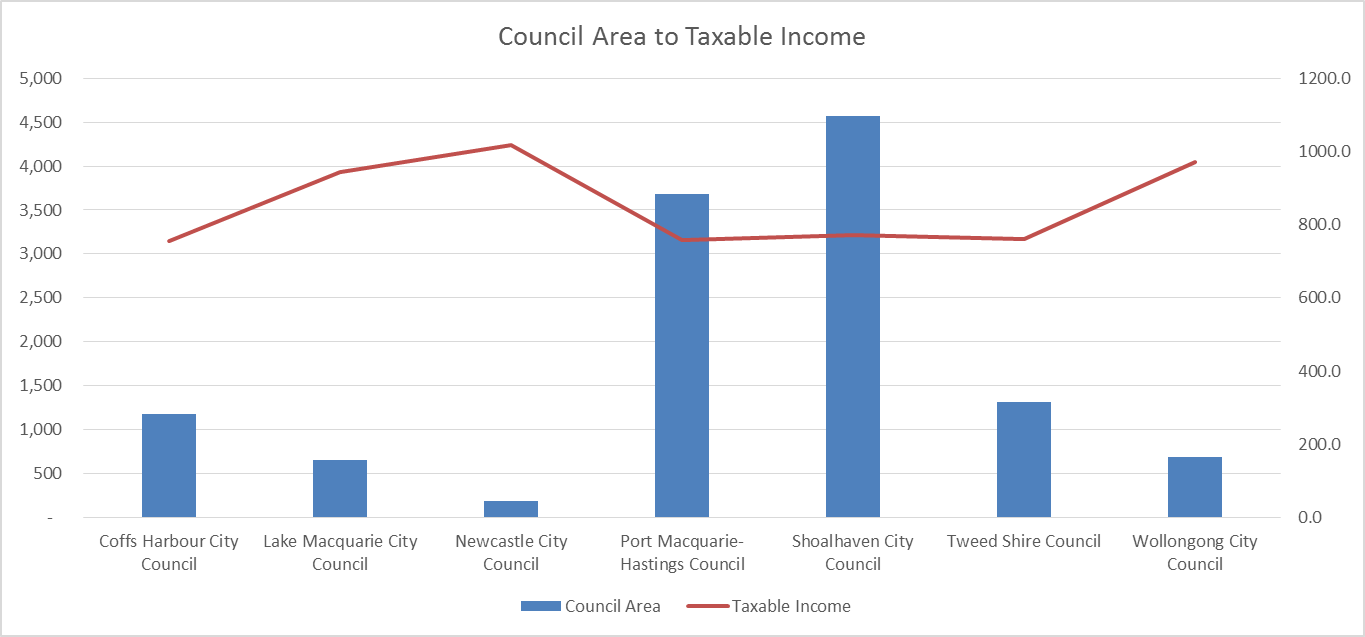 Council Area to Taxable Income
5,000
4,500
4,000
3,500
3,000
2,500
2,000
1,500
1,000
500
-
1200.0
1000.0
800.0
600.0
400.0
200.0
0.0
Coffs Harbour City
Council
Lake Macquarie City
Council
Newcastle City
Council
Port Macquarie-
Hastings Council
Shoalhaven City
Council
Tweed Shire Council
Wollongong City
Council
Council Area
Taxable Income